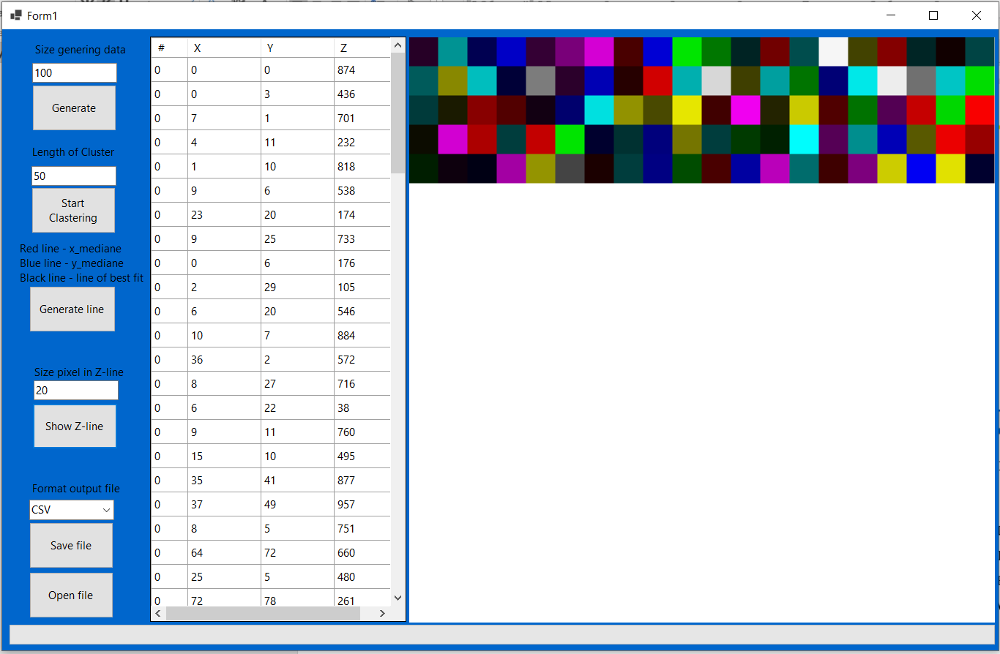 Form1
Size genering data
100
Generate
Length of Cluster
50
Start
Clastering
Red line - x_mediane
Blue line - y_mediane
Black line - line of best fit
Generate line
Size pixel in Z-line
20
Show Z-line
Format output file
CSV
Save file
Open file
# X Y Z
0 0 0 874
0 0 3 436
0 7 1 701
0 4 11 232
0 1 10 818
0 9 6 538
0 23 20 174
0 9 25 733
0 0 6 176
0 2 29 105
0 6 20 546
0 10 7 884
0 36 2 572
0 8 27 716
0 6 22 38
0 9 11 760
0 15 10 495
0 35 41 877
0 37 49 957
0 8 5 751
0 64 72 660
0 25 5 480
0 72 78 261